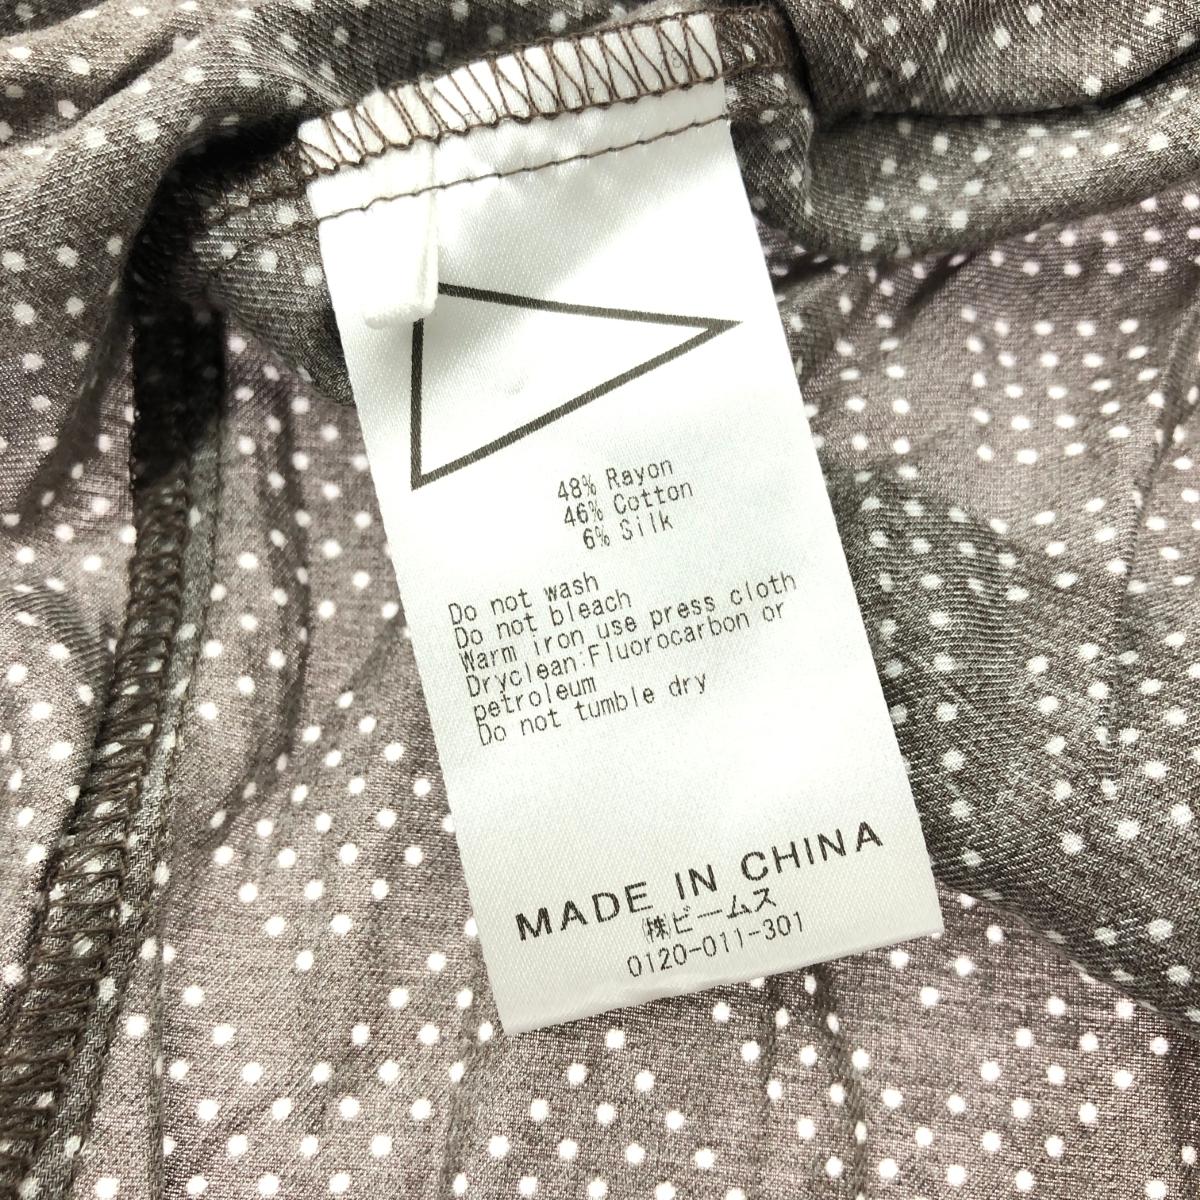 48% Rayon
46% Cotton
6% Silk
Do not wash
Do not bleach
Warm iron use press cloth
Dryclean:Fluorocarbon or
petroleum
Do not tumble dry
MADE IN CHINA
㈱ビームス
0120-011-301